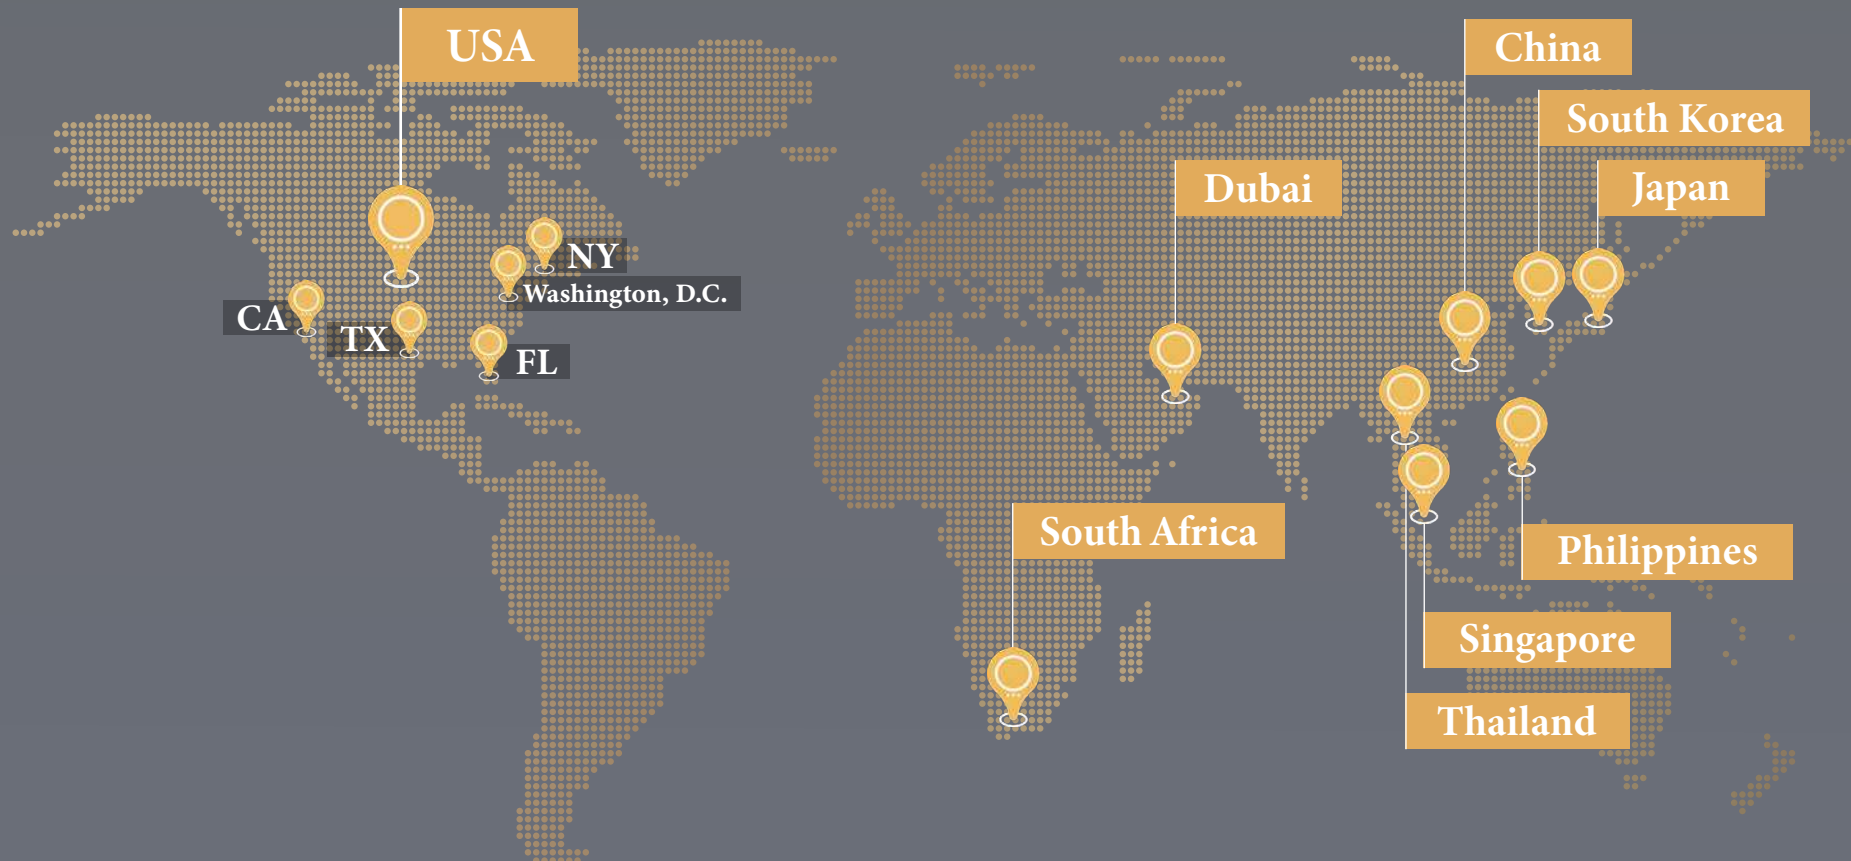 USA
China
South Korea
Dubai
Japan
NY
Washington, D.C.
CA
TX
FL
South Africa
Philippines
Singapore
Thailand